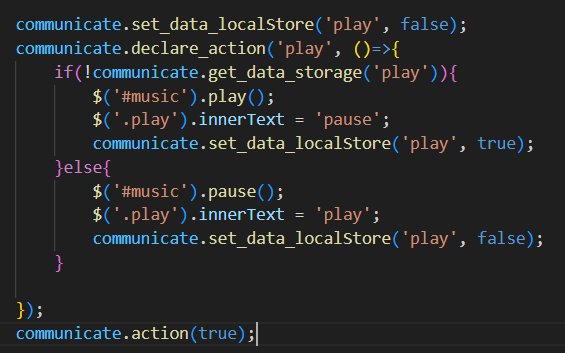 communicate.set_data_localStore('play', false);
communicate.declare_action('play', ()=>{
    if(!communicate.get_data_storage('play')){
        $('#music').play();
        $('.play').innerText = 'pause';
        communicate.set_data_localStore('play', true);
    }else{
        $('#music').pause();
        $('.play').innerText = 'play';
        communicate.set_data_localStore('play', false);
    }

});
communicate.action(true);